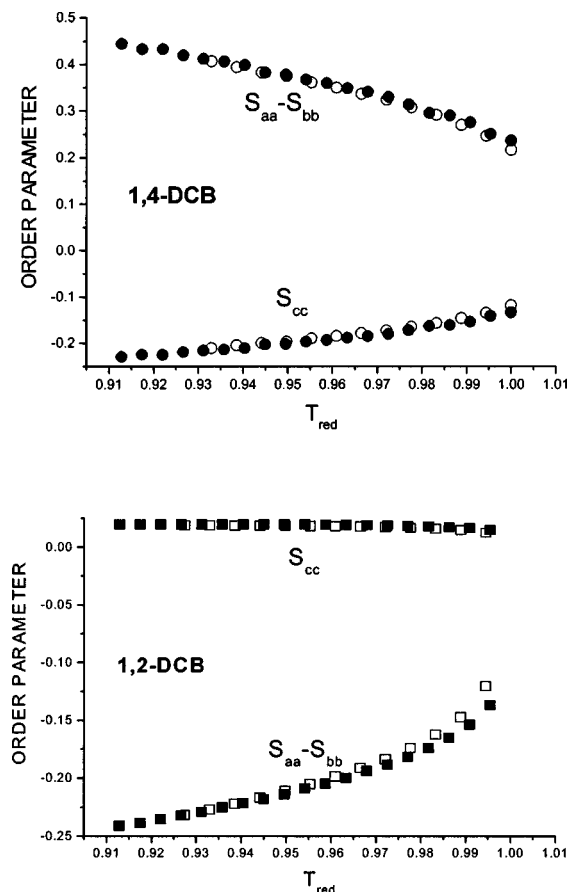 0.5
0.4
0.3
0.2
0.1
0.0
-0.1
-0.2
ORDER PARAMETER
S_aa-S_bb
1,4-DCB
S_cc
0.91 0.92 0.93 0.94 0.95 0.96 0.97 0.98 0.99 1.00 1.01
T_red
0.00
-0.05
-0.10
-0.15
-0.20
-0.25
ORDER PARAMETER
S_cc
1,2-DCB
S_aa-S_bb
0.91 0.92 0.93 0.94 0.95 0.96 0.97 0.98 0.99 1.00 1.01
T_red